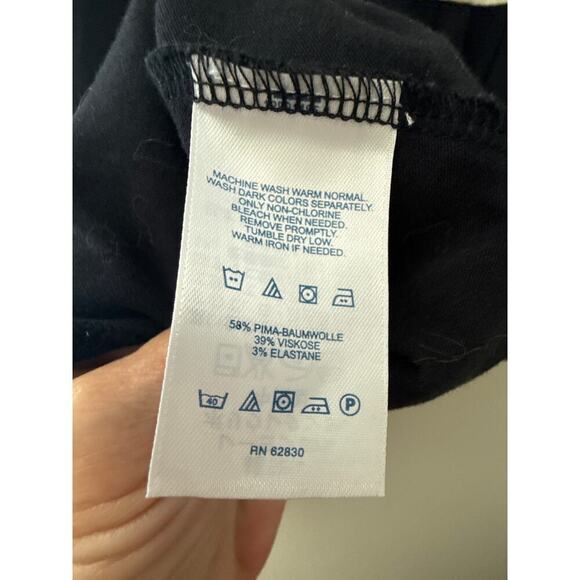 MACHINE WASH WARM NORMAL.
WASH DARK COLORS SEPARATELY.
ONLY NON-CHLORINE
BLEACH WHEN NEEDED.
REMOVE PROMPTLY.
TUMBLE DRY LOW.
WARM IRON IF NEEDED.
58% PIMA-BAUMWOLLE
39% VISKOSE
3% ELASTANE
40 P
RN 62830